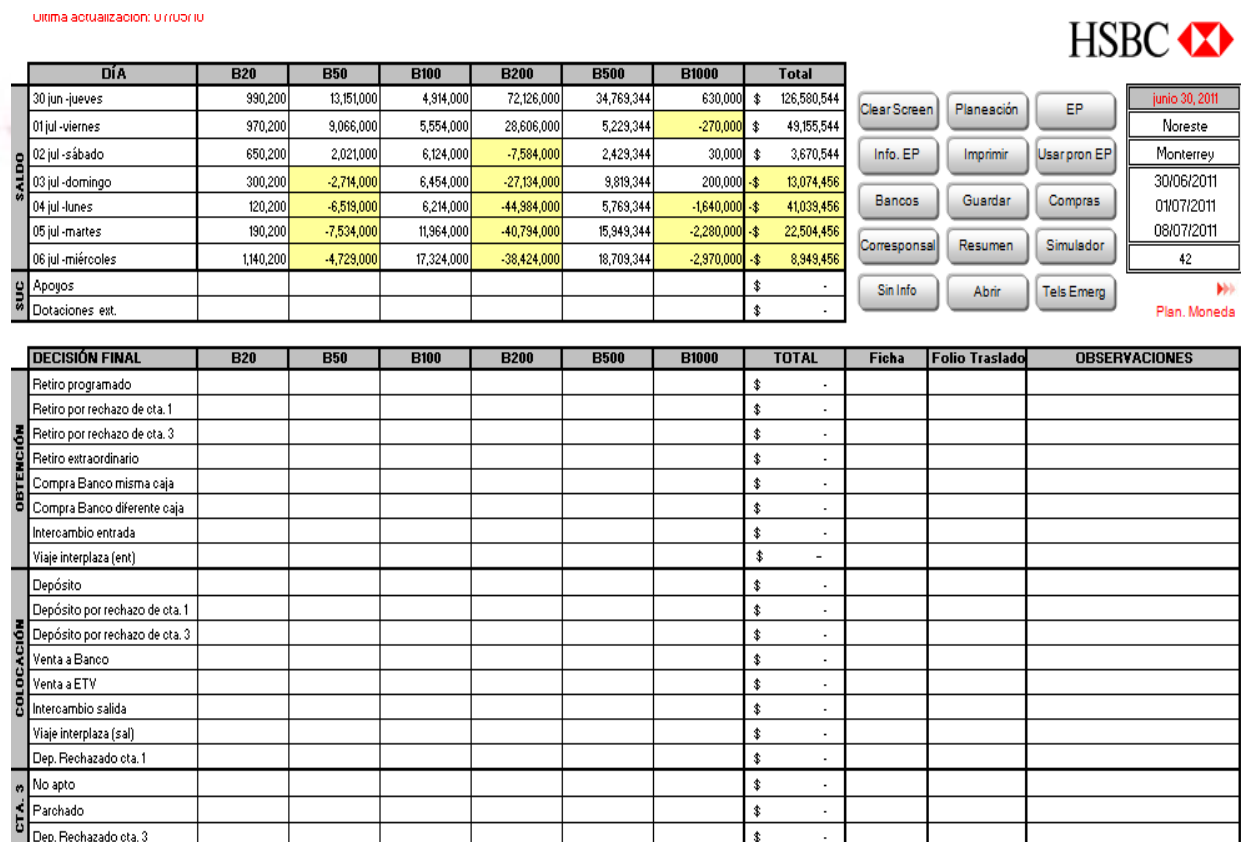 Ultima actualización: 07/05/10
HSBC
DÍA B20 B50 B100 B200 B500 B1000 Total
SALDO
30 jun -jueves 990,200 13,151,000 4,914,000 72,126,000 34,769,344 630,000 $ 126,580,544
01 jul -viernes 970,200 9,066,000 5,554,000 28,606,000 5,229,344 -270,000 $ 49,155,544
02 jul -sábado 650,200 2,021,000 6,124,000 -7,584,000 2,429,344 30,000 $ 3,670,544
03 jul -domingo 300,200 -2,714,000 6,454,000 -27,134,000 9,819,344 200,000 -$ 13,074,456
04 jul -lunes 120,200 -6,519,000 6,214,000 -44,984,000 5,769,344 -1,640,000 -$ 41,039,456
05 jul -martes 190,200 -7,534,000 11,964,000 -40,794,000 15,949,344 -2,280,000 -$ 22,504,456
06 jul -miércoles 1,140,200 -4,729,000 17,324,000 -38,424,000 18,709,344 -2,970,000 -$ 8,949,456
SUC
Apoyos $ -
Dotaciones ext. $ -
Clear Screen Planeación EP
Info. EP Imprimir Usar pron EP
Bancos Guardar Compras
Corresponsal Resumen Simulador
Sin Info Abrir Tels Emerg
junio 30, 2011
Noreste
Monterrey
30/06/2011
01/07/2011
08/07/2011
42
Plan. Moneda
DECISIÓN FINAL B20 B50 B100 B200 B500 B1000 TOTAL Ficha Folio Traslado OBSERVACIONES
OBTENCIÓN
Retiro programado $ -
Retiro por rechazo de cta. 1 $ -
Retiro por rechazo de cta. 3 $ -
Retiro extraordinario $ -
Compra Banco misma caja $ -
Compra Banco diferente caja $ -
Intercambio entrada $ -
Viaje interplaza (ent) $ -
COLOCACIÓN
Depósito $ -
Depósito por rechazo de cta. 1 $ -
Depósito por rechazo de cta. 3 $ -
Venta a Banco $ -
Venta a ETV $ -
Intercambio salida $ -
Viaje interplaza (sal) $ -
Dep. Rechazado cta. 1 $ -
CTA. 3
No apto $ -
Parchado $ -
Dep. Rechazado cta. 3 $ -